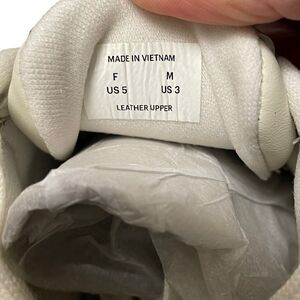 MADE IN VIETNAM
F M
US 5 US 3
LEATHER UPPER